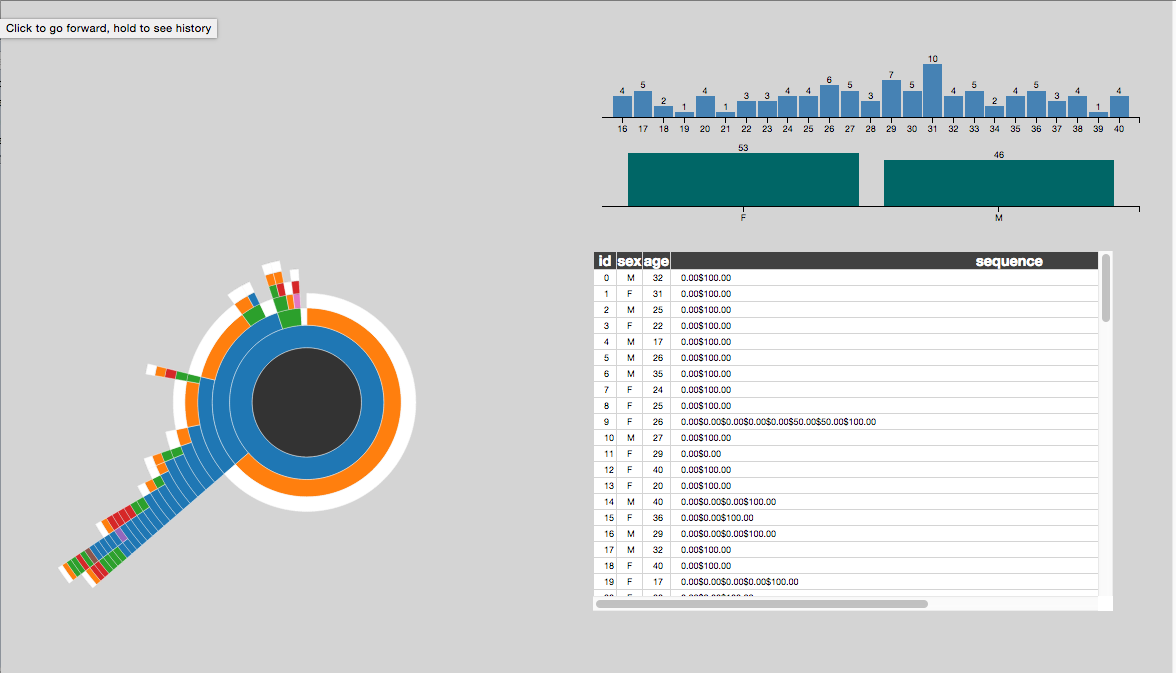 Click to go forward, hold to see history
10
7
6
5 5 5 5 5
4 4 4 4 4 4 4 4
3 3 3 3
2 2
1 1 1
16 17 18 19 20 21 22 23 24 25 26 27 28 29 30 31 32 33 34 35 36 37 38 39 40
53 46
F M
id sex age sequence
0 M 32 0.00$100.00
1 F 31 0.00$100.00
2 M 25 0.00$100.00
3 F 22 0.00$100.00
4 M 17 0.00$100.00
5 M 26 0.00$100.00
6 M 35 0.00$100.00
7 F 24 0.00$100.00
8 F 25 0.00$100.00
9 F 26 0.00$0.00$0.00$0.00$0.00$50.00$50.00$100.00
10 M 27 0.00$100.00
11 F 29 0.00$0.00
12 F 40 0.00$100.00
13 F 20 0.00$100.00
14 M 40 0.00$0.00$0.00$100.00
15 F 36 0.00$0.00$100.00
16 M 29 0.00$0.00$0.00$100.00
17 M 32 0.00$100.00
18 F 40 0.00$100.00
19 F 17 0.00$0.00$0.00$0.00$100.00